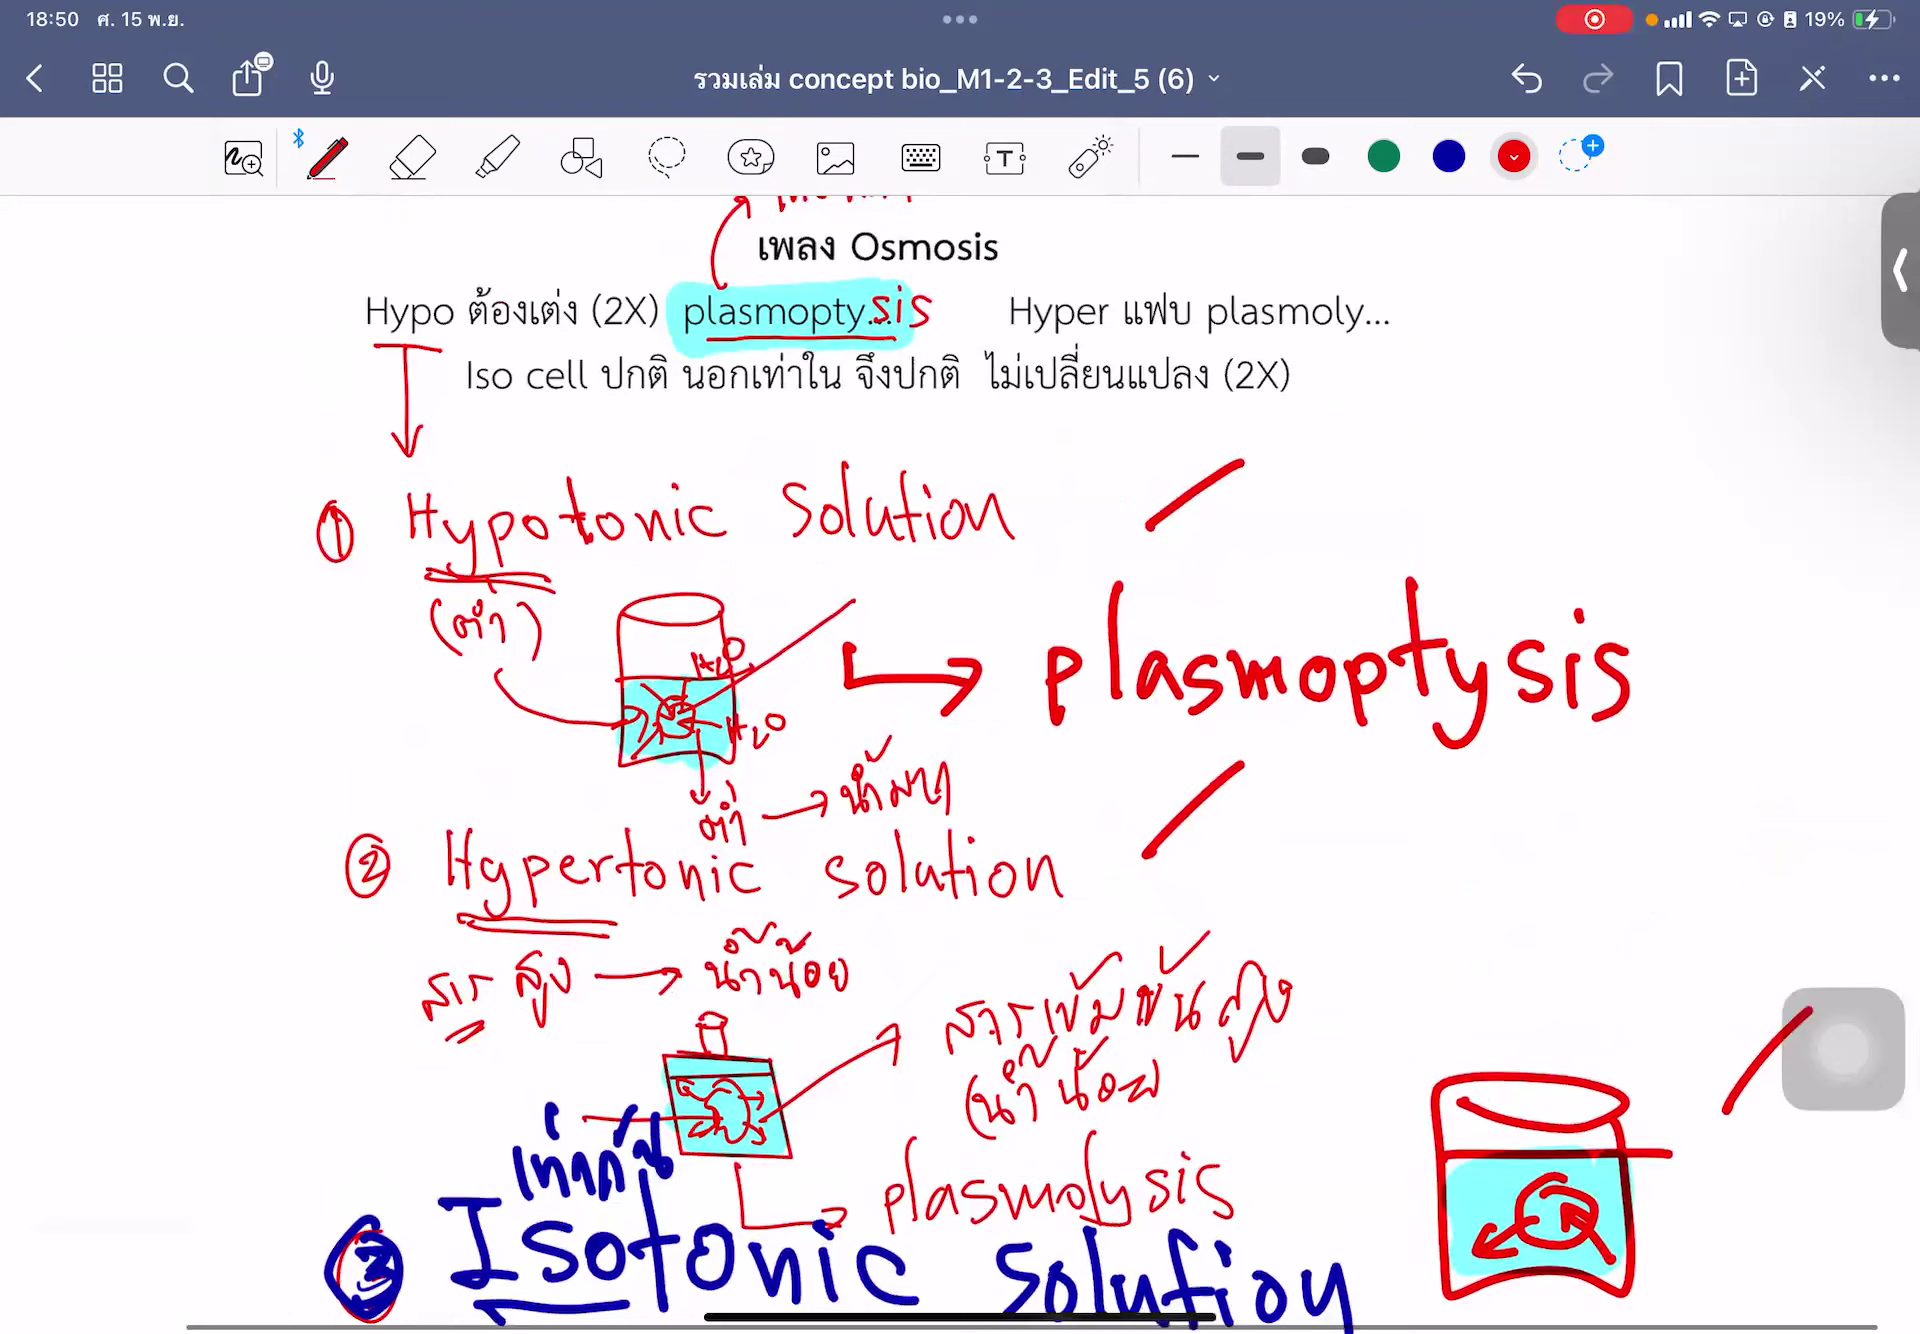 18:50 ศ. 15 พ.ย.
19%
รวมเล่ม concept bio_M1-2-3_Edit_5 (6)
เพลง Osmosis
Hypo ต้องเต่ง (2X) plasmopty...sis Hyper แฟบ plasmoly...
Iso cell ปกติ นอกเท่าใน จึงปกติ ไม่เปลี่ยนแปลง (2X)
① Hypotonic Solution
(ต่ำ)
H2O
plasmoptysis
H2O
ต่ำ → น้ำมาก
② Hypertonic solution
สาร สูง → น้ำน้อย
สารเข้มข้นสูง
(น้ำน้อย)
เท่ากัน
plasmolysis
③ Isotonic solution